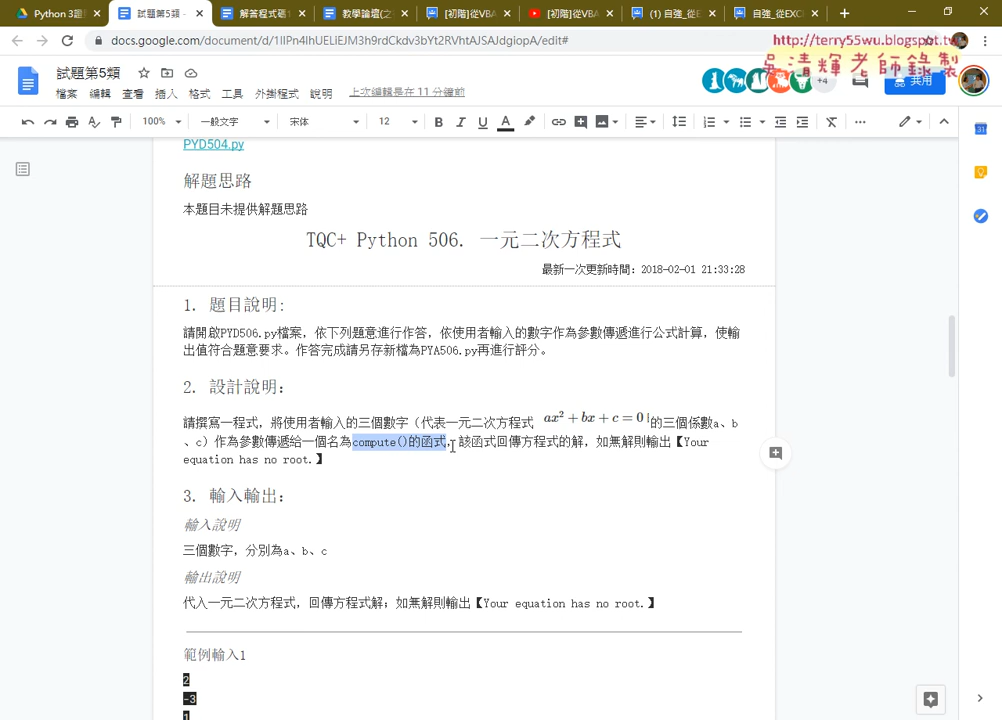 Python 3題
試題第5類 -
解答程式碼1
教學論壇(之
[初階]從VBA
[初階]從VBA
(1) 自強_從E
自強_從EXC
docs.google.com/document/d/1IIPn4IhUELiEJM3h9rdCkdv3bYt2RVhtAJSAJdgiopA/edit#
http://terry55wu.blogspot.tw
吳清輝老師錄製
試題第5類
檔案 編輯 查看 插入 格式 工具 外掛程式 說明 上次編輯是在 11 分鐘前
+4
共用
100% 一般文字 宋体 12 B I U A
PYD504.py
解題思路
本題目未提供解題思路
TQC+ Python 506. 一元二次方程式
最新一次更新時間: 2018-02-01 21:33:28
1. 題目說明:
請開啟PYD506.py檔案，依下列題意進行作答，依使用者輸入的數字作為參數傳遞進行公式計算，使輸
出值符合題意要求。作答完成請另存新檔為PYA506.py再進行評分。
2. 設計說明：
請撰寫一程式，將使用者輸入的三個數字（代表一元二次方程式 ax² + bx + c = 0 的三個係數a、b
、c）作為參數傳遞給一個名為compute()的函式，該函式回傳方程式的解，如無解則輸出【Your
equation has no root.】
3. 輸入輸出：
輸入說明
三個數字，分別為a、b、c
輸出說明
代入一元二次方程式，回傳方程式解；如無解則輸出【Your equation has no root.】
範例輸入1
2
-3
1